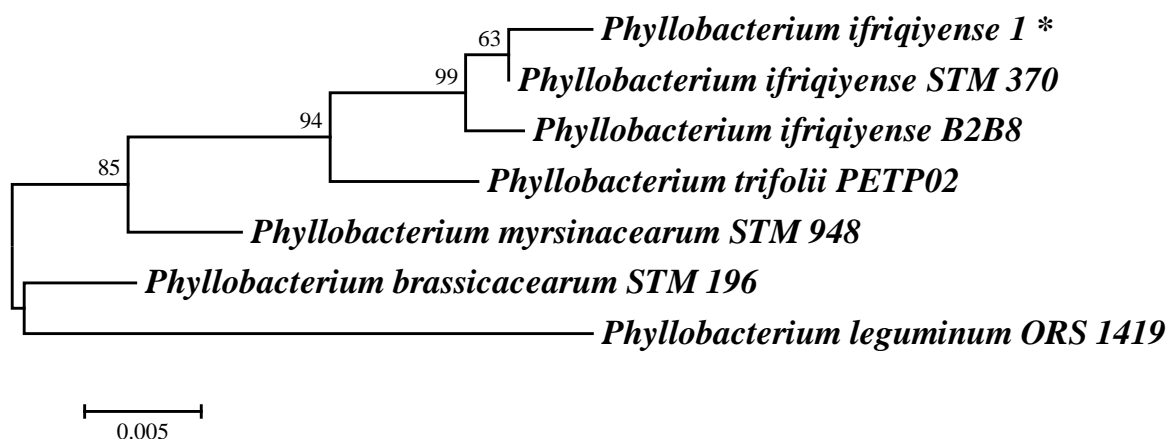 63
Phyllobacterium ifriqiyense 1 *
99
Phyllobacterium ifriqiyense STM 370
94
Phyllobacterium ifriqiyense B2B8
85
Phyllobacterium trifolii PETP02
Phyllobacterium myrsinacearum STM 948
Phyllobacterium brassicacearum STM 196
Phyllobacterium leguminum ORS 1419
0.005